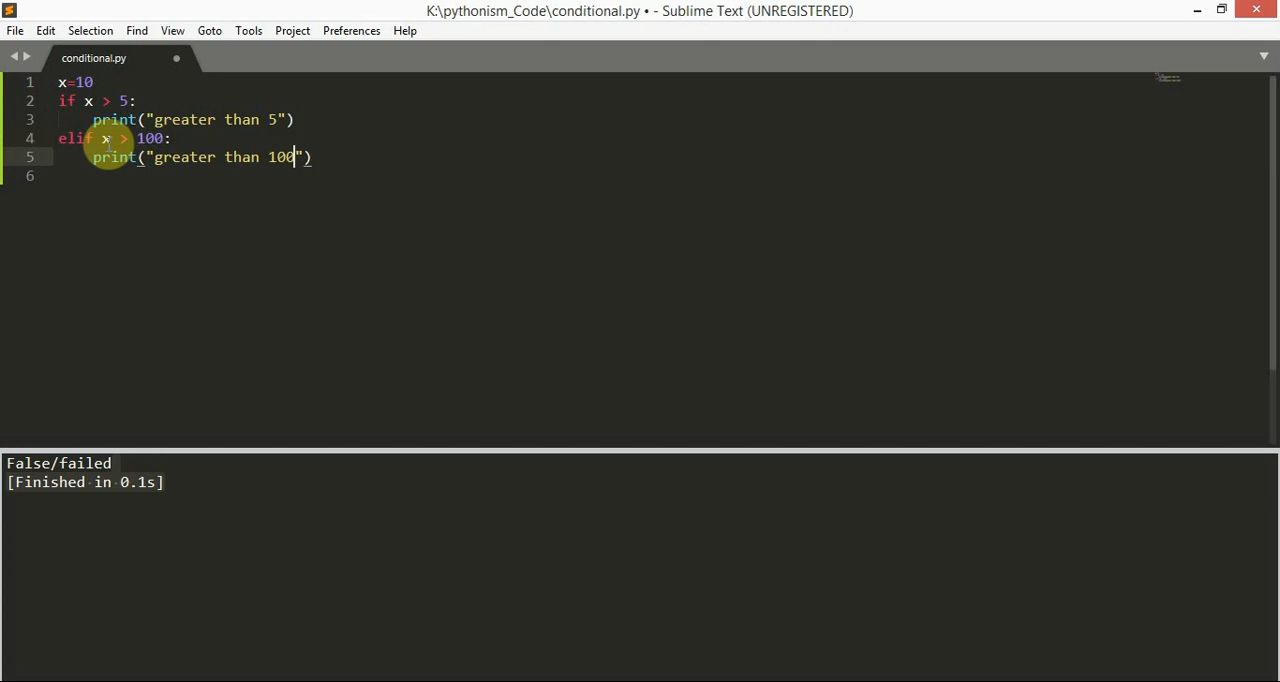 K:\pythonism_Code\conditional.py • - Sublime Text (UNREGISTERED)
File Edit Selection Find View Goto Tools Project Preferences Help
conditional.py
1 x=10
2 if x > 5:
3 print("greater than 5")
4 elif x > 100:
5 print("greater than 100")
6
False/failed
[Finished in 0.1s]